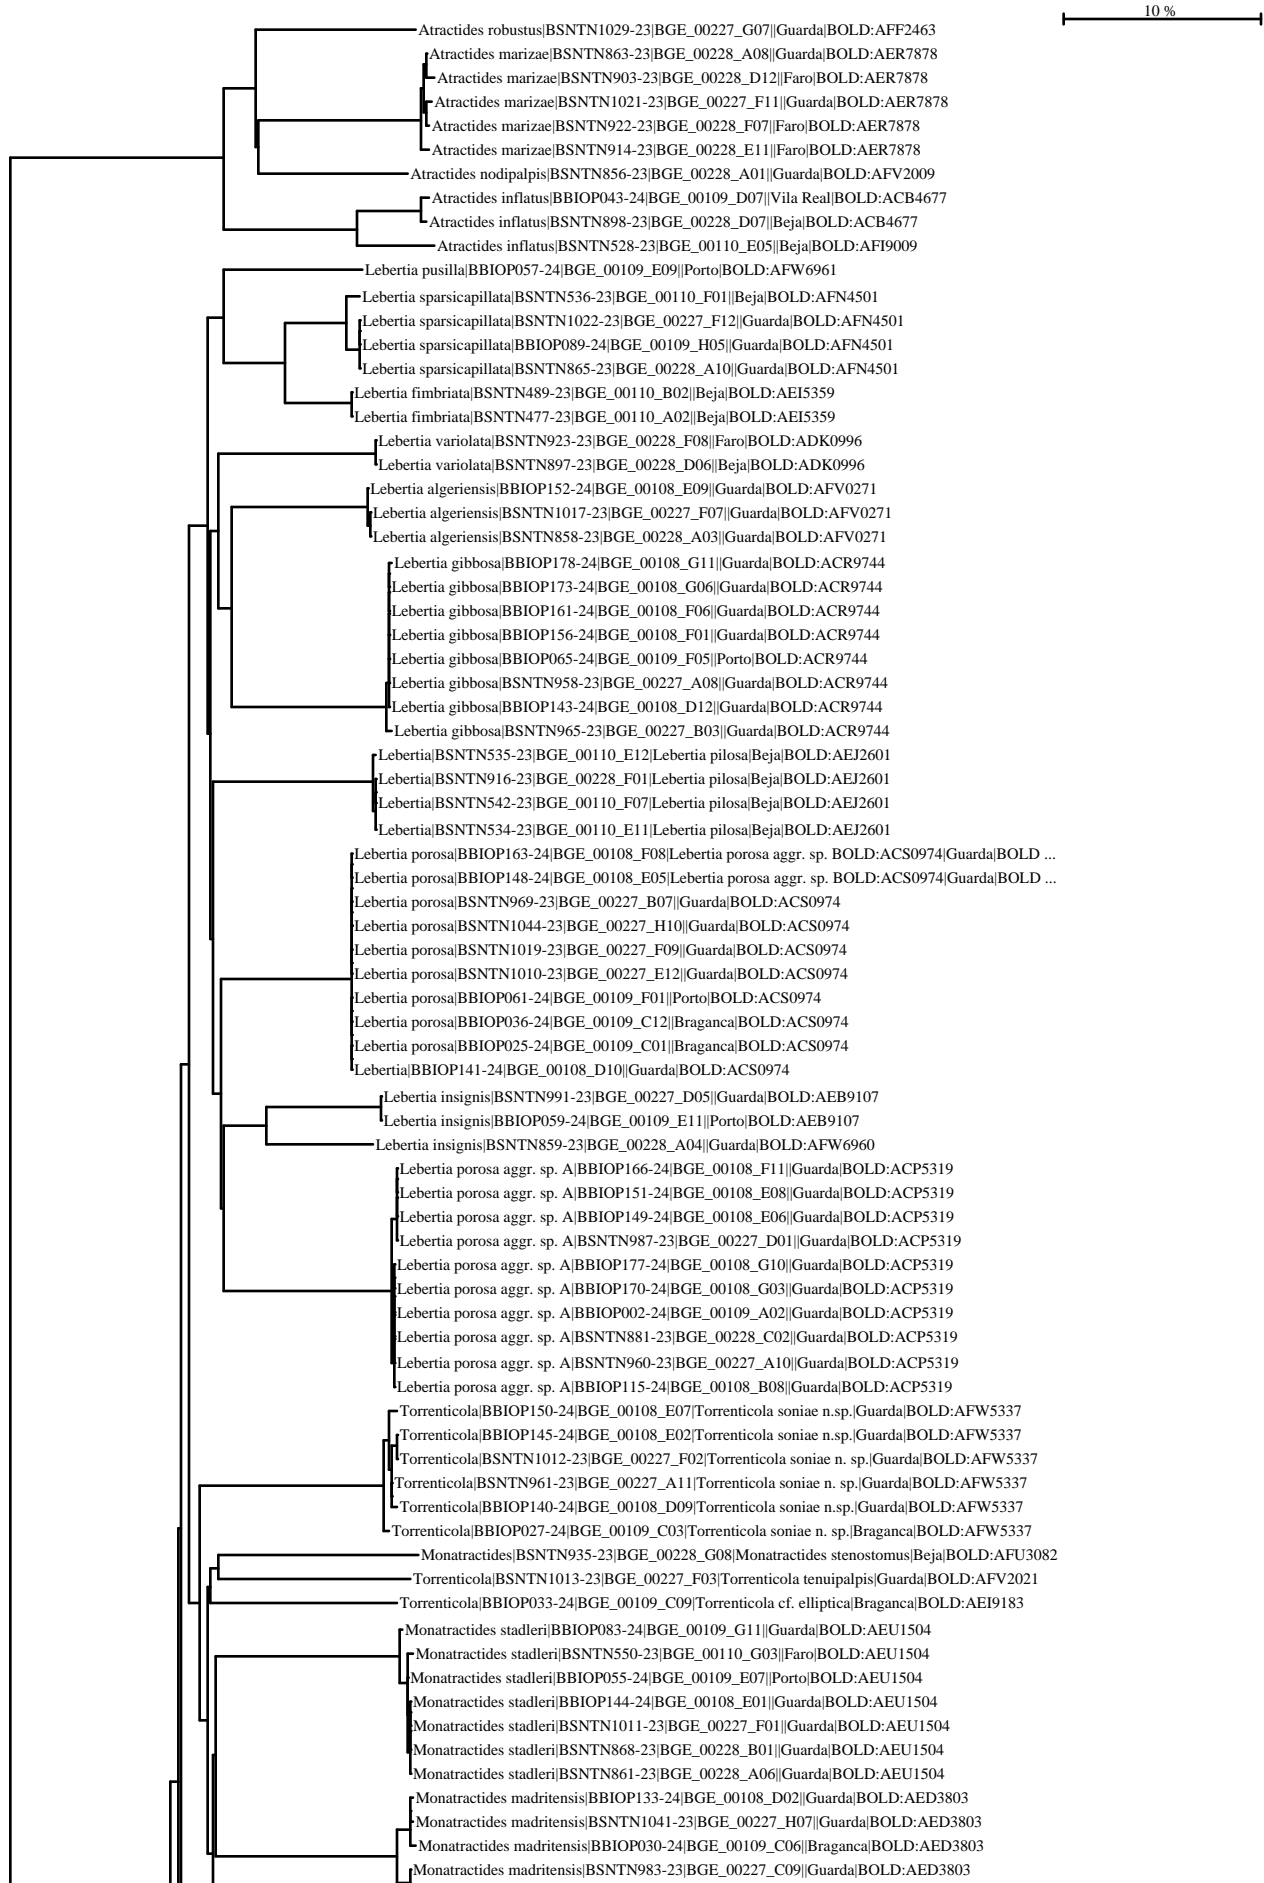 10 %
Atractides robustus|BSNTN1029-23|BGE_00227_G07||Guarda|BOLD:AFF2463
Atractides marizae|BSNTN863-23|BGE_00228_A08||Guarda|BOLD:AER7878
Atractides marizae|BSNTN903-23|BGE_00228_D12||Faro|BOLD:AER7878
Atractides marizae|BSNTN1021-23|BGE_00227_F11||Guarda|BOLD:AER7878
Atractides marizae|BSNTN922-23|BGE_00228_F07||Faro|BOLD:AER7878
Atractides marizae|BSNTN914-23|BGE_00228_E11||Faro|BOLD:AER7878
Atractides nodipalpis|BSNTN856-23|BGE_00228_A01||Guarda|BOLD:AFV2009
Atractides inflatus|BBIOP043-24|BGE_00109_D07||Vila Real|BOLD:ACB4677
Atractides inflatus|BSNTN898-23|BGE_00228_D07||Beja|BOLD:ACB4677
Atractides inflatus|BSNTN528-23|BGE_00110_E05||Beja|BOLD:AFI9009
Lebertia pusilla|BBIOP057-24|BGE_00109_E09||Porto|BOLD:AFW6961
Lebertia sparsicapillata|BSNTN536-23|BGE_00110_F01||Beja|BOLD:AFN4501
Lebertia sparsicapillata|BSNTN1022-23|BGE_00227_F12||Guarda|BOLD:AFN4501
Lebertia sparsicapillata|BBIOP089-24|BGE_00109_H05||Guarda|BOLD:AFN4501
Lebertia sparsicapillata|BSNTN865-23|BGE_00228_A10||Guarda|BOLD:AFN4501
Lebertia fimbriata|BSNTN489-23|BGE_00110_B02||Beja|BOLD:AEI5359
Lebertia fimbriata|BSNTN477-23|BGE_00110_A02||Beja|BOLD:AEI5359
Lebertia variolata|BSNTN923-23|BGE_00228_F08||Faro|BOLD:ADK0996
Lebertia variolata|BSNTN897-23|BGE_00228_D06||Beja|BOLD:ADK0996
Lebertia algeriensis|BBIOP152-24|BGE_00108_E09||Guarda|BOLD:AFV0271
Lebertia algeriensis|BSNTN1017-23|BGE_00227_F07||Guarda|BOLD:AFV0271
Lebertia algeriensis|BSNTN858-23|BGE_00228_A03||Guarda|BOLD:AFV0271
Lebertia gibbosa|BBIOP178-24|BGE_00108_G11||Guarda|BOLD:ACR9744
Lebertia gibbosa|BBIOP173-24|BGE_00108_G06||Guarda|BOLD:ACR9744
Lebertia gibbosa|BBIOP161-24|BGE_00108_F06||Guarda|BOLD:ACR9744
Lebertia gibbosa|BBIOP156-24|BGE_00108_F01||Guarda|BOLD:ACR9744
Lebertia gibbosa|BBIOP065-24|BGE_00109_F05||Porto|BOLD:ACR9744
Lebertia gibbosa|BSNTN958-23|BGE_00227_A08||Guarda|BOLD:ACR9744
Lebertia gibbosa|BBIOP143-24|BGE_00108_D12||Guarda|BOLD:ACR9744
Lebertia gibbosa|BSNTN965-23|BGE_00227_B03||Guarda|BOLD:ACR9744
Lebertia|BSNTN535-23|BGE_00110_E12|Lebertia pilosa|Beja|BOLD:AEJ2601
Lebertia|BSNTN916-23|BGE_00228_F01|Lebertia pilosa|Beja|BOLD:AEJ2601
Lebertia|BSNTN542-23|BGE_00110_F07|Lebertia pilosa|Beja|BOLD:AEJ2601
Lebertia|BSNTN534-23|BGE_00110_E11|Lebertia pilosa|Beja|BOLD:AEJ2601
Lebertia porosa|BBIOP163-24|BGE_00108_F08|Lebertia porosa aggr. sp. BOLD:ACS0974|Guarda|BOLD ...
Lebertia porosa|BBIOP148-24|BGE_00108_E05|Lebertia porosa aggr. sp. BOLD:ACS0974|Guarda|BOLD ...
Lebertia porosa|BSNTN969-23|BGE_00227_B07||Guarda|BOLD:ACS0974
Lebertia porosa|BSNTN1044-23|BGE_00227_H10||Guarda|BOLD:ACS0974
Lebertia porosa|BSNTN1019-23|BGE_00227_F09||Guarda|BOLD:ACS0974
Lebertia porosa|BSNTN1010-23|BGE_00227_E12||Guarda|BOLD:ACS0974
Lebertia porosa|BBIOP061-24|BGE_00109_F01||Porto|BOLD:ACS0974
Lebertia porosa|BBIOP036-24|BGE_00109_C12||Braganca|BOLD:ACS0974
Lebertia porosa|BBIOP025-24|BGE_00109_C01||Braganca|BOLD:ACS0974
Lebertia|BBIOP141-24|BGE_00108_D10||Guarda|BOLD:ACS0974
Lebertia insignis|BSNTN991-23|BGE_00227_D05||Guarda|BOLD:AEB9107
Lebertia insignis|BBIOP059-24|BGE_00109_E11||Porto|BOLD:AEB9107
Lebertia insignis|BSNTN859-23|BGE_00228_A04||Guarda|BOLD:AFW6960
Lebertia porosa aggr. sp. A|BBIOP166-24|BGE_00108_F11||Guarda|BOLD:ACP5319
Lebertia porosa aggr. sp. A|BBIOP151-24|BGE_00108_E08||Guarda|BOLD:ACP5319
Lebertia porosa aggr. sp. A|BBIOP149-24|BGE_00108_E06||Guarda|BOLD:ACP5319
Lebertia porosa aggr. sp. A|BSNTN987-23|BGE_00227_D01||Guarda|BOLD:ACP5319
Lebertia porosa aggr. sp. A|BBIOP177-24|BGE_00108_G10||Guarda|BOLD:ACP5319
Lebertia porosa aggr. sp. A|BBIOP170-24|BGE_00108_G03||Guarda|BOLD:ACP5319
Lebertia porosa aggr. sp. A|BBIOP002-24|BGE_00109_A02||Guarda|BOLD:ACP5319
Lebertia porosa aggr. sp. A|BSNTN881-23|BGE_00228_C02||Guarda|BOLD:ACP5319
Lebertia porosa aggr. sp. A|BSNTN960-23|BGE_00227_A10||Guarda|BOLD:ACP5319
Lebertia porosa aggr. sp. A|BBIOP115-24|BGE_00108_B08||Guarda|BOLD:ACP5319
Torrenticola|BBIOP150-24|BGE_00108_E07|Torrenticola soniae n.sp.|Guarda|BOLD:AFW5337
Torrenticola|BBIOP145-24|BGE_00108_E02|Torrenticola soniae n.sp.|Guarda|BOLD:AFW5337
Torrenticola|BSNTN1012-23|BGE_00227_F02|Torrenticola soniae n. sp.|Guarda|BOLD:AFW5337
Torrenticola|BSNTN961-23|BGE_00227_A11|Torrenticola soniae n. sp.|Guarda|BOLD:AFW5337
Torrenticola|BBIOP140-24|BGE_00108_D09|Torrenticola soniae n.sp.|Guarda|BOLD:AFW5337
Torrenticola|BBIOP027-24|BGE_00109_C03|Torrenticola soniae n. sp.|Braganca|BOLD:AFW5337
Monatractides|BSNTN935-23|BGE_00228_G08|Monatractides stenostomus|Beja|BOLD:AFU3082
Torrenticola|BSNTN1013-23|BGE_00227_F03|Torrenticola tenuipalpis|Guarda|BOLD:AFV2021
Torrenticola|BBIOP033-24|BGE_00109_C09|Torrenticola cf. elliptica|Braganca|BOLD:AEI9183
Monatractides stadleri|BBIOP083-24|BGE_00109_G11||Guarda|BOLD:AEU1504
Monatractides stadleri|BSNTN550-23|BGE_00110_G03||Faro|BOLD:AEU1504
Monatractides stadleri|BBIOP055-24|BGE_00109_E07||Porto|BOLD:AEU1504
Monatractides stadleri|BBIOP144-24|BGE_00108_E01||Guarda|BOLD:AEU1504
Monatractides stadleri|BSNTN1011-23|BGE_00227_F01||Guarda|BOLD:AEU1504
Monatractides stadleri|BSNTN868-23|BGE_00228_B01||Guarda|BOLD:AEU1504
Monatractides stadleri|BSNTN861-23|BGE_00228_A06||Guarda|BOLD:AEU1504
Monatractides madritensis|BBIOP133-24|BGE_00108_D02||Guarda|BOLD:AED3803
Monatractides madritensis|BSNTN1041-23|BGE_00227_H07||Guarda|BOLD:AED3803
Monatractides madritensis|BBIOP030-24|BGE_00109_C06||Braganca|BOLD:AED3803
Monatractides madritensis|BSNTN983-23|BGE_00227_C09||Guarda|BOLD:AED3803